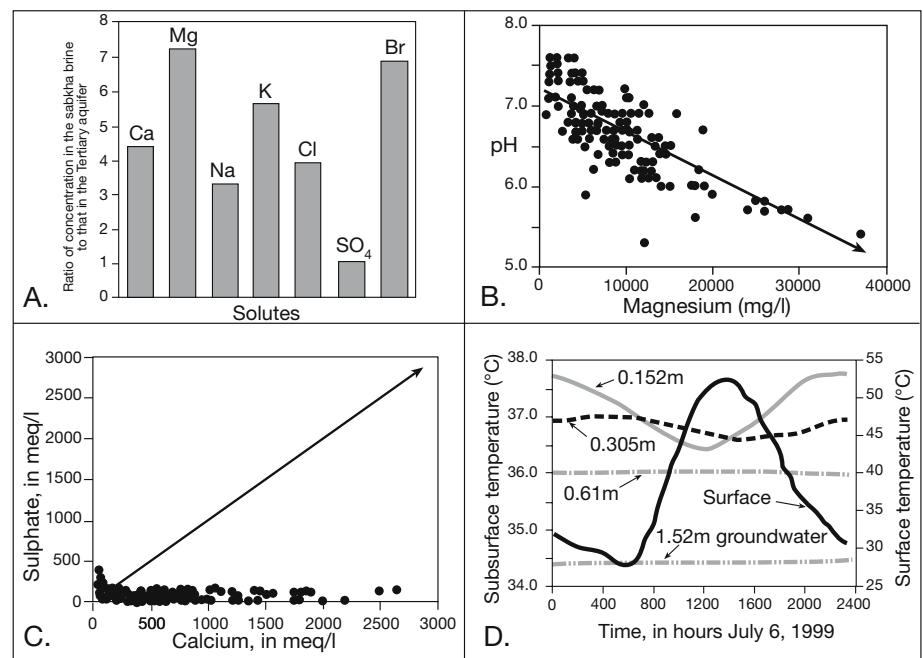 Ratio of concentration in the sabkha brine
to that in the Tertiary aquifer
8
7
6
5
4
3
2
1
0
Ca
Mg
Na
K
Cl
SO4
Br
A.
Solutes
8.0
7.0
pH
6.0
5.0
0
10000
20000
30000
40000
B.
Magnesium (mg/l)
Sulphate, in meq/l
3000
2500
2000
1500
1000
500
0
0
500
1000
1500
2000
2500
3000
C.
Calcium, in meq/l
Subsurface temperature (°C)
38.0
37.0
36.0
35.0
34.0
0.152m
0.305m
0.61m
Surface
1.52m groundwater
55
50
45
40
35
30
25
Surface temperature (°C)
0
400
800
1200
1600
2000
2400
D.
Time, in hours July 6, 1999